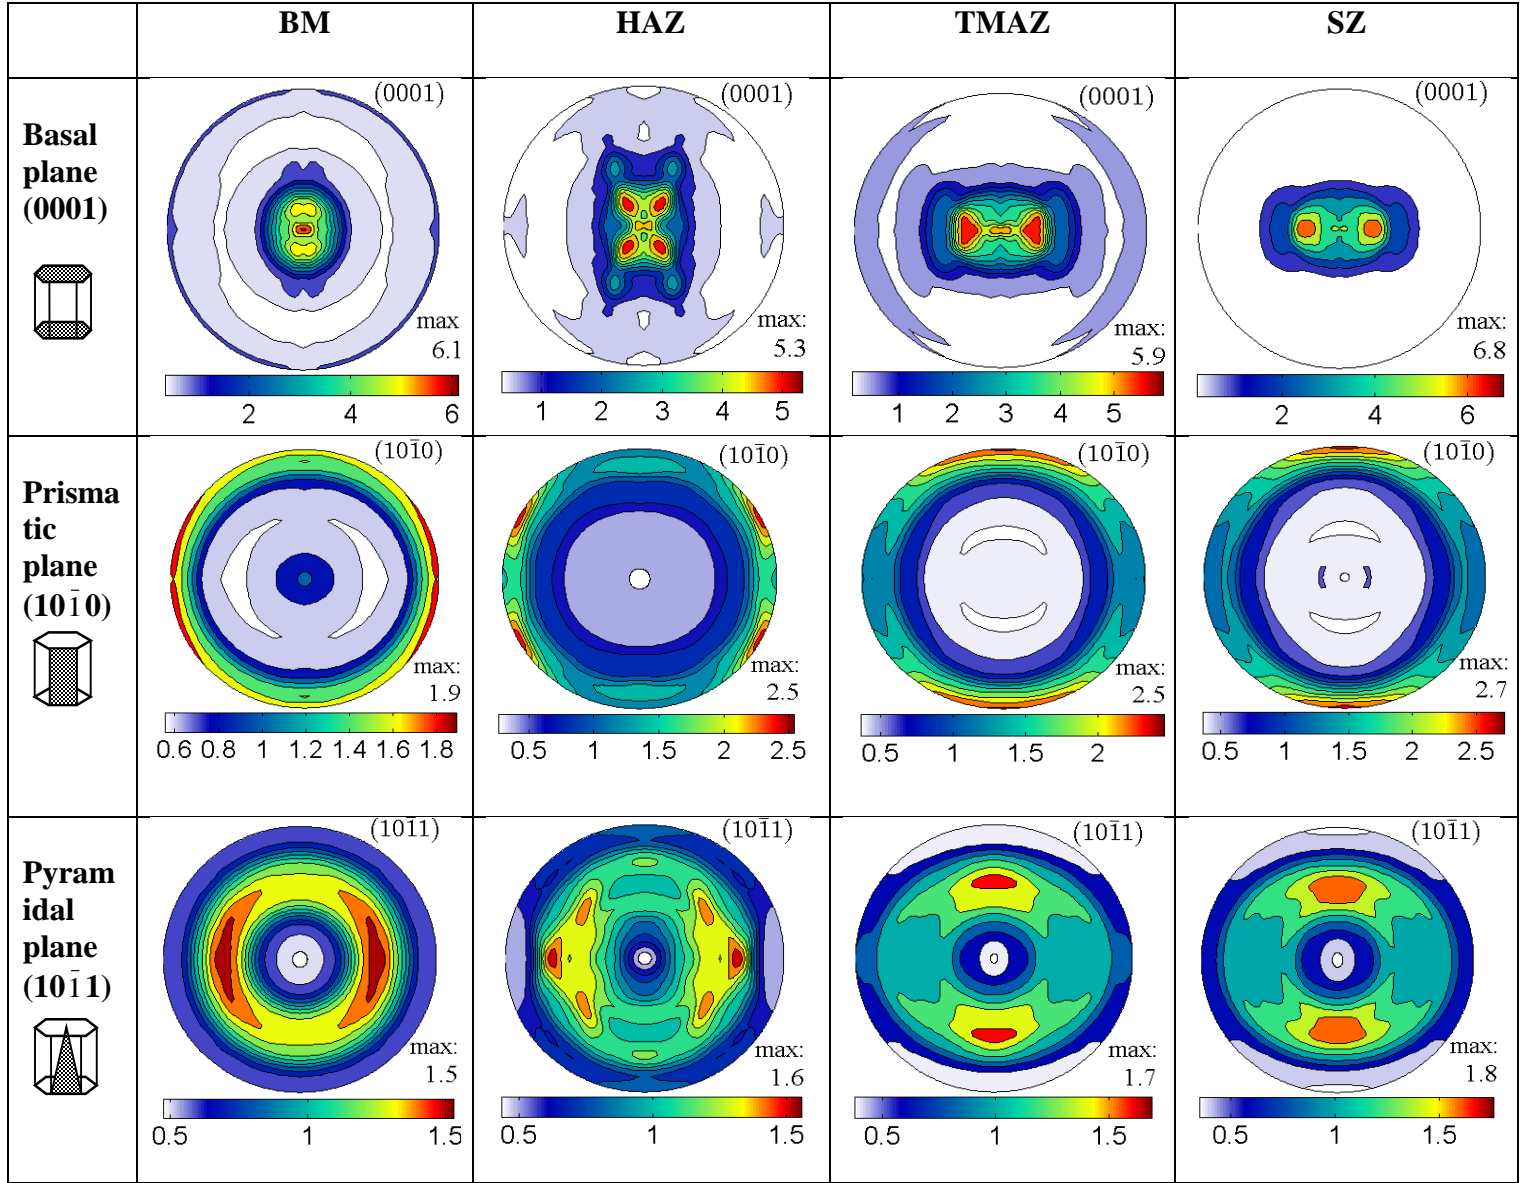 BM HAZ TMAZ SZ
Basal
plane
(0001)
(0001)
max
6.1
2 4 6
(0001)
max:
5.3
1 2 3 4 5
(0001)
max:
5.9
1 2 3 4 5
(0001)
max:
6.8
2 4 6
Prisma
tic
plane
(101̄0)
(101̄0)
max:
1.9
0.6 0.8 1 1.2 1.4 1.6 1.8
(101̄0)
max:
2.5
0.5 1 1.5 2 2.5
(101̄0)
max:
2.5
0.5 1 1.5 2
(101̄0)
max:
2.7
0.5 1 1.5 2 2.5
Pyram
idal
plane
(101̄1)
(101̄1)
max:
1.5
0.5 1 1.5
(101̄1)
max:
1.6
0.5 1 1.5
(101̄1)
max:
1.7
0.5 1 1.5
(101̄1)
max:
1.8
0.5 1 1.5